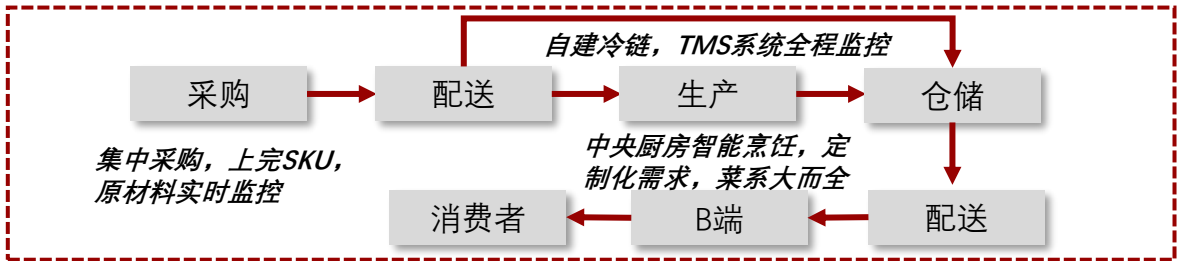 自建冷链，TMS系统全程监控
采购
配送
生产
仓储
集中采购，上完SKU，
原材料实时监控
中央厨房智能烹饪，定
制化需求，菜系大而全
消费者
B端
配送